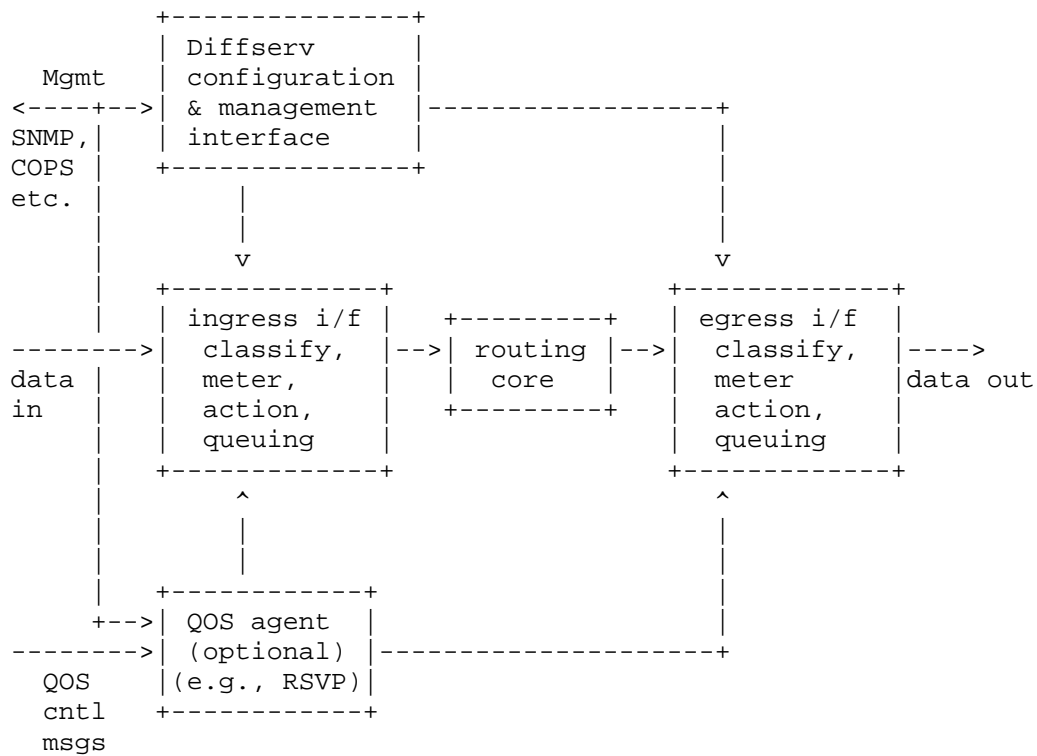 Diffserv
Mgmt configuration
& management
SNMP, interface
COPS
etc.
ingress i/f egress i/f
classify, routing classify,
data meter, core meter data out
in action, action,
queuing queuing
QOS agent
(optional)
QOS (e.g., RSVP)
cntl
msgs